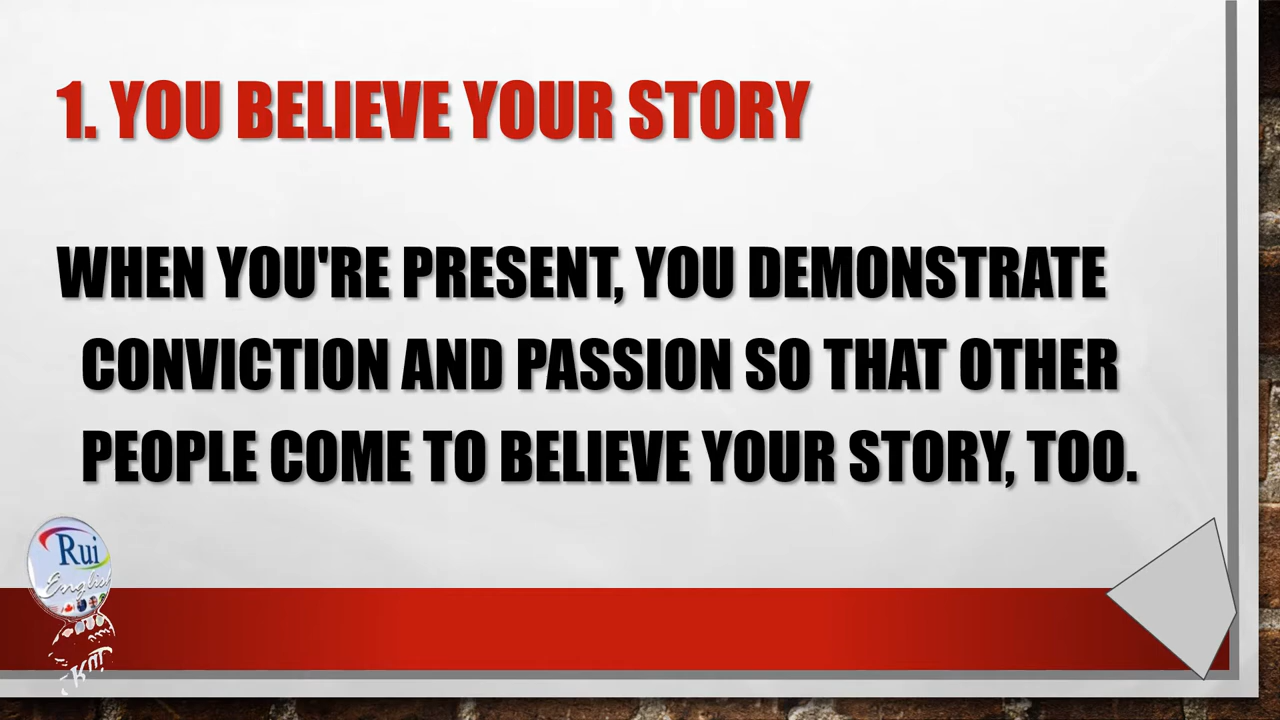 1. YOU BELIEVE YOUR STORY
WHEN YOU'RE PRESENT, YOU DEMONSTRATE
CONVICTION AND PASSION SO THAT OTHER
PEOPLE COME TO BELIEVE YOUR STORY, TOO.
Rui
English